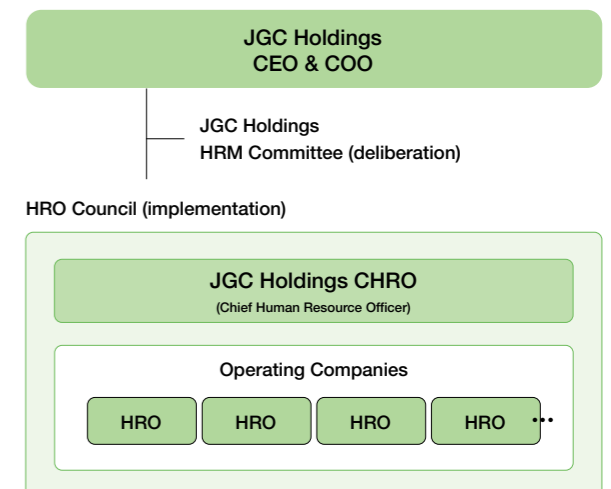 JGC Holdings
CEO & COO
JGC Holdings
HRM Committee (deliberation)
HRO Council (implementation)
JGC Holdings CHRO
(Chief Human Resource Officer)
Operating Companies
HRO HRO HRO HRO ...